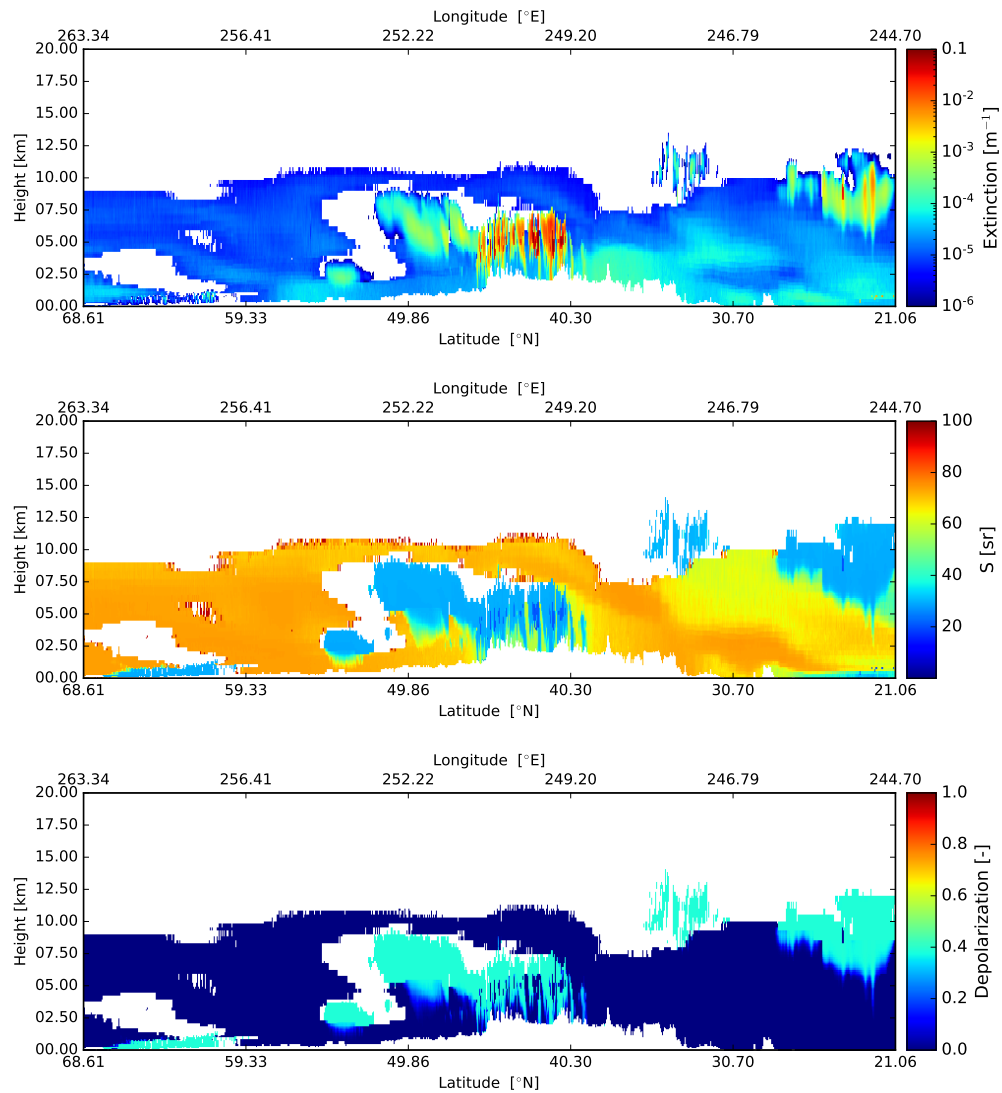 Longitude [°E]
263.34 256.41 252.22 249.20 246.79 244.70
20.00
17.50
15.00
12.50
10.00
07.50
05.00
02.50
00.00
Height [km]
68.61 59.33 49.86 40.30 30.70 21.06
Latitude [°N]
0.1
10⁻²
10⁻³
10⁻⁴
10⁻⁵
10⁻⁶
Extinction [m⁻¹]
Longitude [°E]
263.34 256.41 252.22 249.20 246.79 244.70
20.00
17.50
15.00
12.50
10.00
07.50
05.00
02.50
00.00
Height [km]
68.61 59.33 49.86 40.30 30.70 21.06
Latitude [°N]
100
80
60
40
20
S [sr]
Longitude [°E]
263.34 256.41 252.22 249.20 246.79 244.70
20.00
17.50
15.00
12.50
10.00
07.50
05.00
02.50
00.00
Height [km]
68.61 59.33 49.86 40.30 30.70 21.06
Latitude [°N]
1.0
0.8
0.6
0.4
0.2
0.0
Depolarization [-]